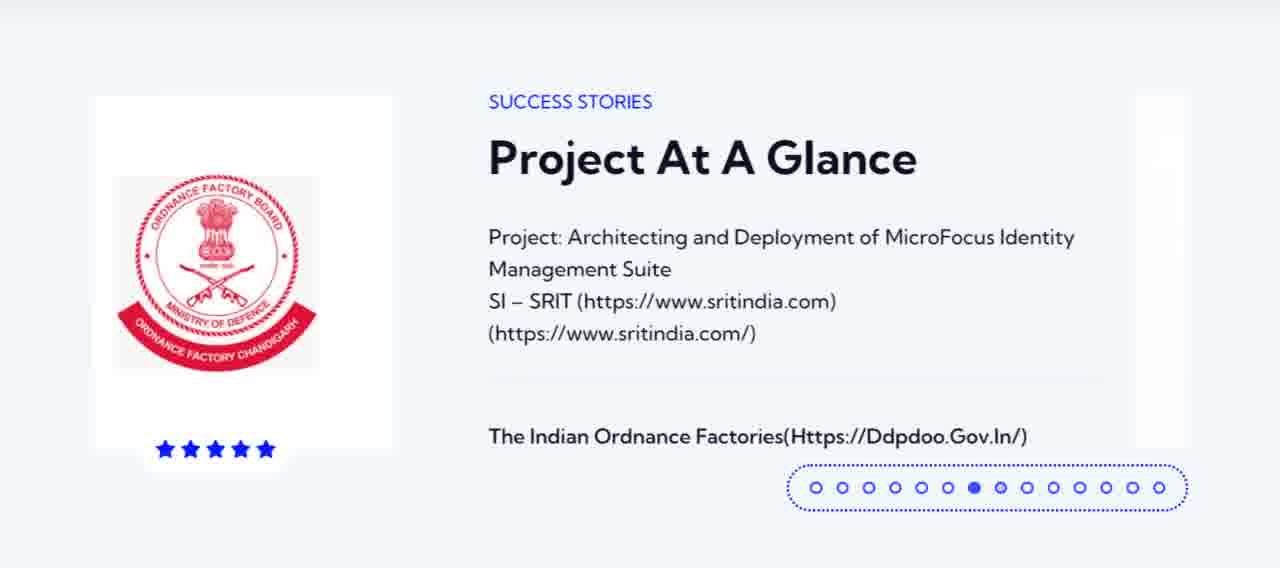 SUCCESS STORIES
Project At A Glance
ORDNANCE FACTORY BOARD
MINISTRY OF DEFENCE
ORDNANCE FACTORY CHANDIGARH
Project: Architecting and Deployment of MicroFocus Identity
Management Suite
SI – SRIT (https://www.sritindia.com)
(https://www.sritindia.com/)
The Indian Ordnance Factories(Https://Ddpdoo.Gov.In/)